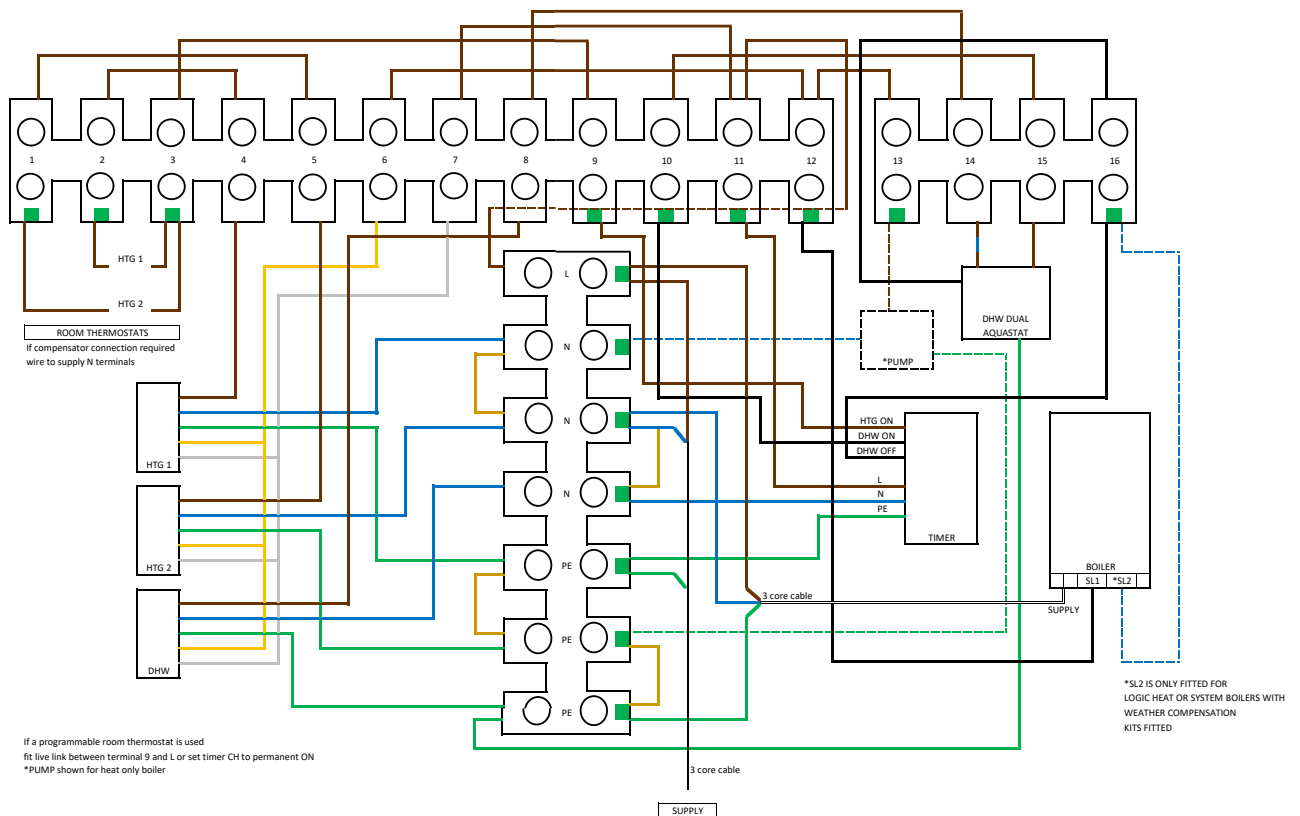 1 2 3 4 5 6 7 8 9 10 11 12 13 14 15 16
HTG 1
HTG 2
ROOM THERMOSTATS
If compensator connection required
wire to supply N terminals
L
N
N
N
PE
PE
PE
DHW DUAL
AQUASTAT
*PUMP
HTG 1
HTG 2
DHW
HTG ON
DHW ON
DHW OFF
L
N
PE
TIMER
BOILER
SL1 *SL2
SUPPLY
3 core cable
*SL2 IS ONLY FITTED FOR
LOGIC HEAT OR SYSTEM BOILERS WITH
WEATHER COMPENSATION
KITS FITTED
If a programmable room thermostat is used
fit live link between terminal 9 and L or set timer CH to permanent ON
*PUMP shown for heat only boiler
3 core cable
SUPPLY